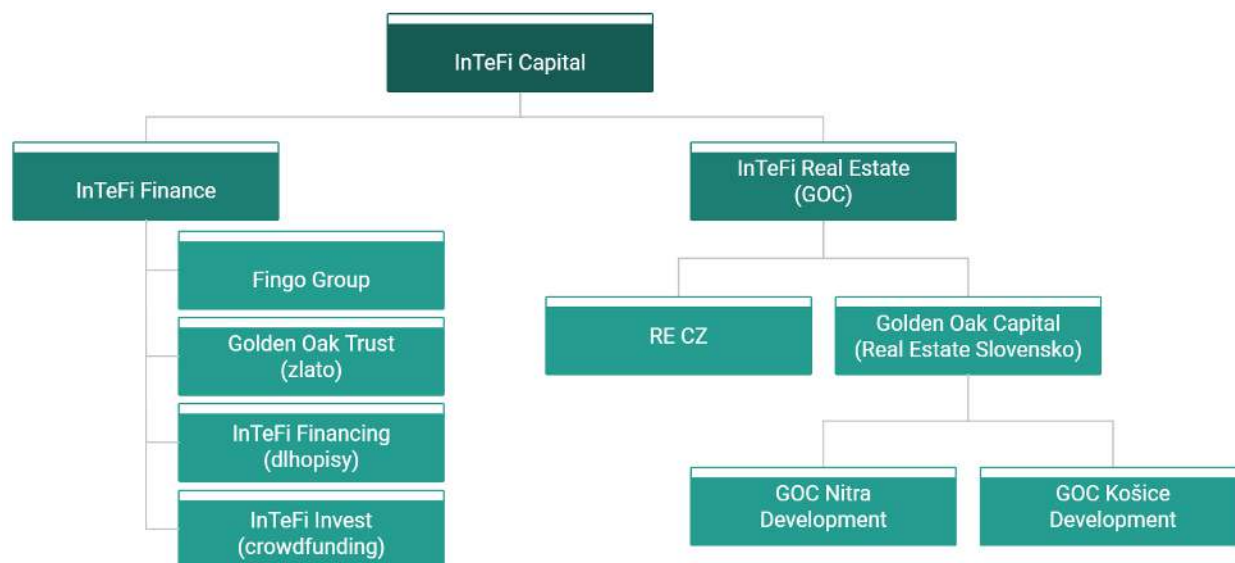 InTeFi Capital
InTeFi Finance
InTeFi Real Estate
(GOC)
Fingo Group
Golden Oak Trust
(zlato)
InTeFi Financing
(dlhopisy)
InTeFi Invest
(crowdfunding)
RE CZ
Golden Oak Capital
(Real Estate Slovensko)
GOC Nitra
Development
GOC Košice
Development